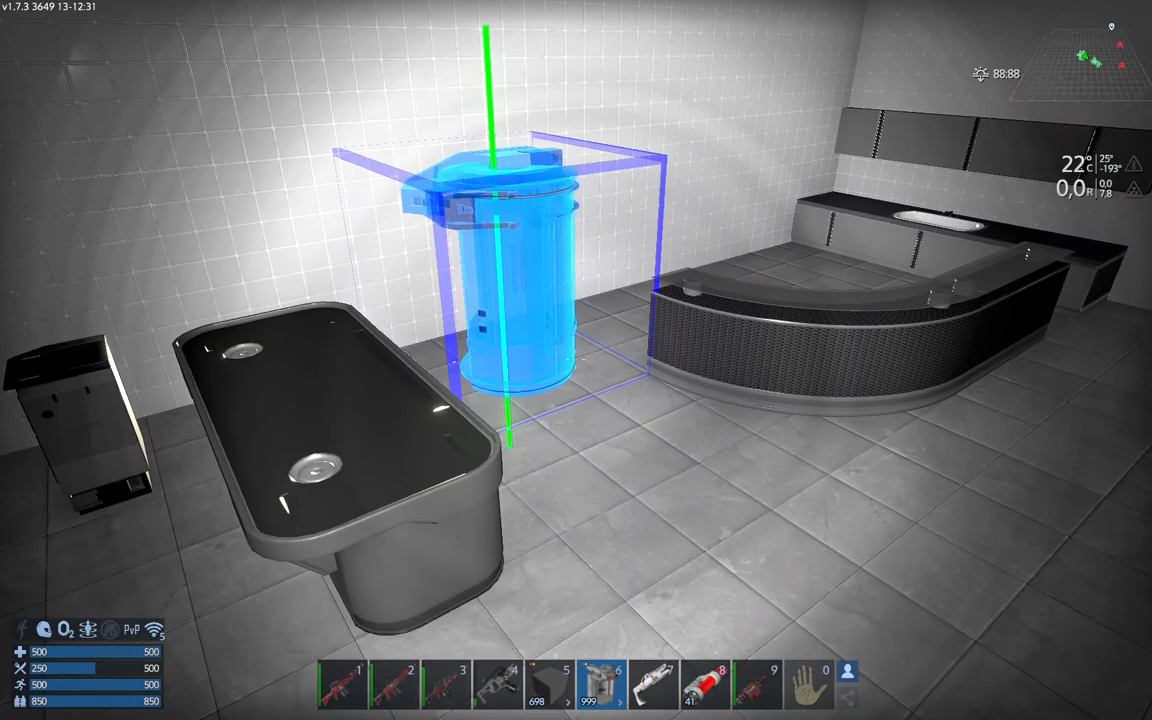 v1.7.3 3649 13-12:31
88:88
22°C 25° -193°
0,0R 0,0 7,8
O2 PvP 5
500 500
250 500
500 500
850 850
1 2 3 4 5 6 8 9 0
698 999 41